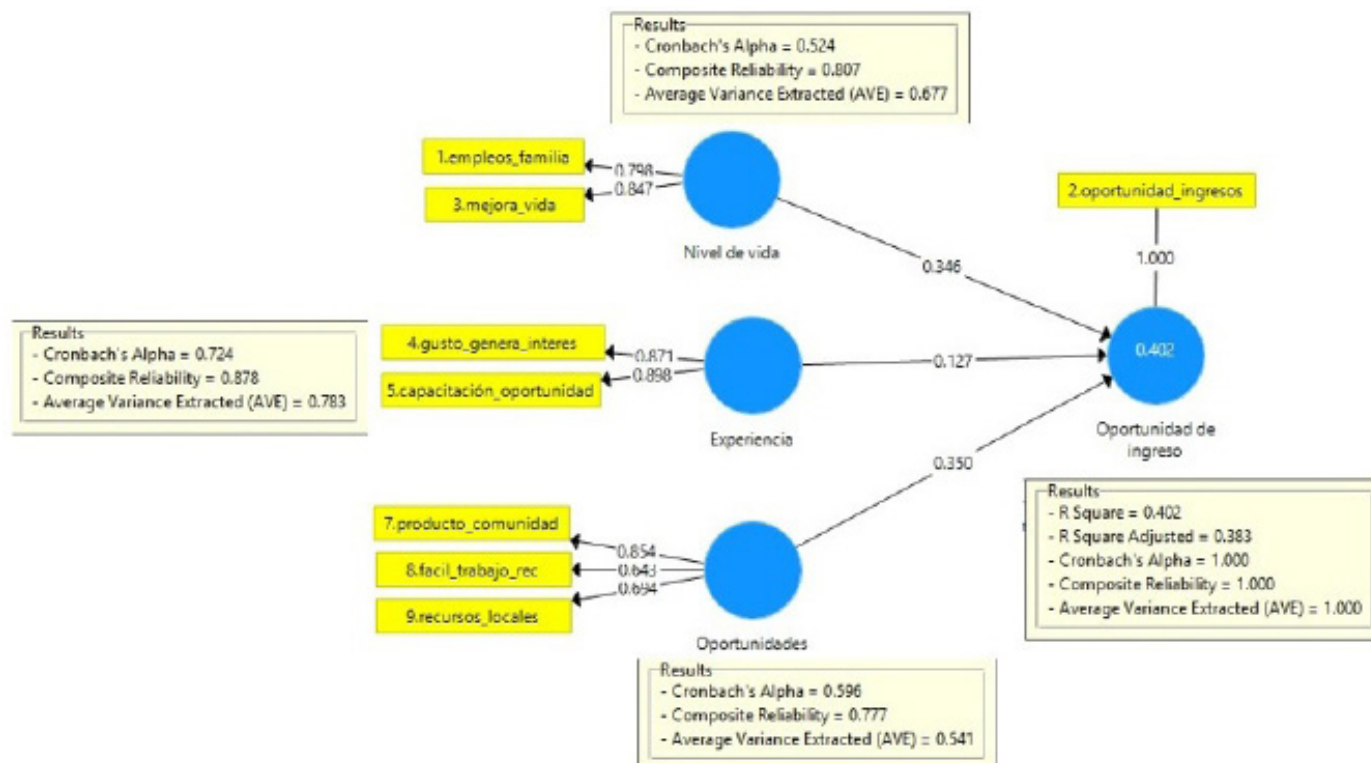 Results
- Cronbach's Alpha = 0.524
- Composite Reliability = 0.807
- Average Variance Extracted (AVE) = 0.677
1.empleos_familia
0.798
3.mejora_vida
0.847
Nivel de vida
0.346
2.oportunidad_ingresos
1.000
Results
- Cronbach's Alpha = 0.724
- Composite Reliability = 0.878
- Average Variance Extracted (AVE) = 0.783
4.gusto_genera_interes
0.871
5.capacitación_oportunidad
0.898
Experiencia
0.127
0.402
Oportunidad de
ingreso
0.350
7.producto_comunidad
0.854
8.facil_trabajo_rec
0.643
9.recursos_locales
0.694
Oportunidades
Results
- R Square = 0.402
- R Square Adjusted = 0.383
- Cronbach's Alpha = 1.000
- Composite Reliability = 1.000
- Average Variance Extracted (AVE) = 1.000
Results
- Cronbach's Alpha = 0.596
- Composite Reliability = 0.777
- Average Variance Extracted (AVE) = 0.541